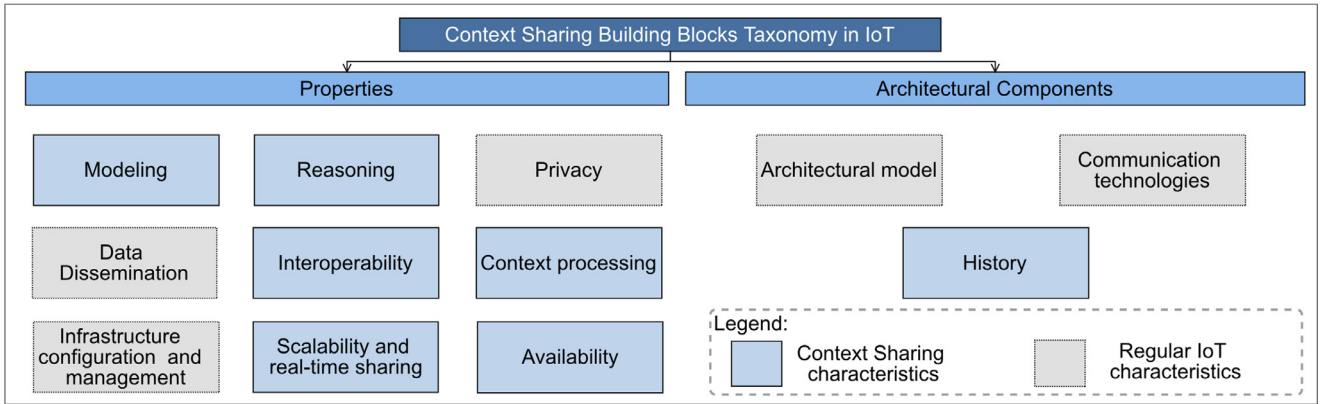 Context Sharing Building Blocks Taxonomy in IoT
Properties
Architectural Components
Modeling
Reasoning
Privacy
Architectural model
Communication
technologies
Data
Dissemination
Interoperability
Context processing
History
Infrastructure
configuration and
management
Scalability and
real-time sharing
Availability
Legend:
Context Sharing
characteristics
Regular IoT
characteristics